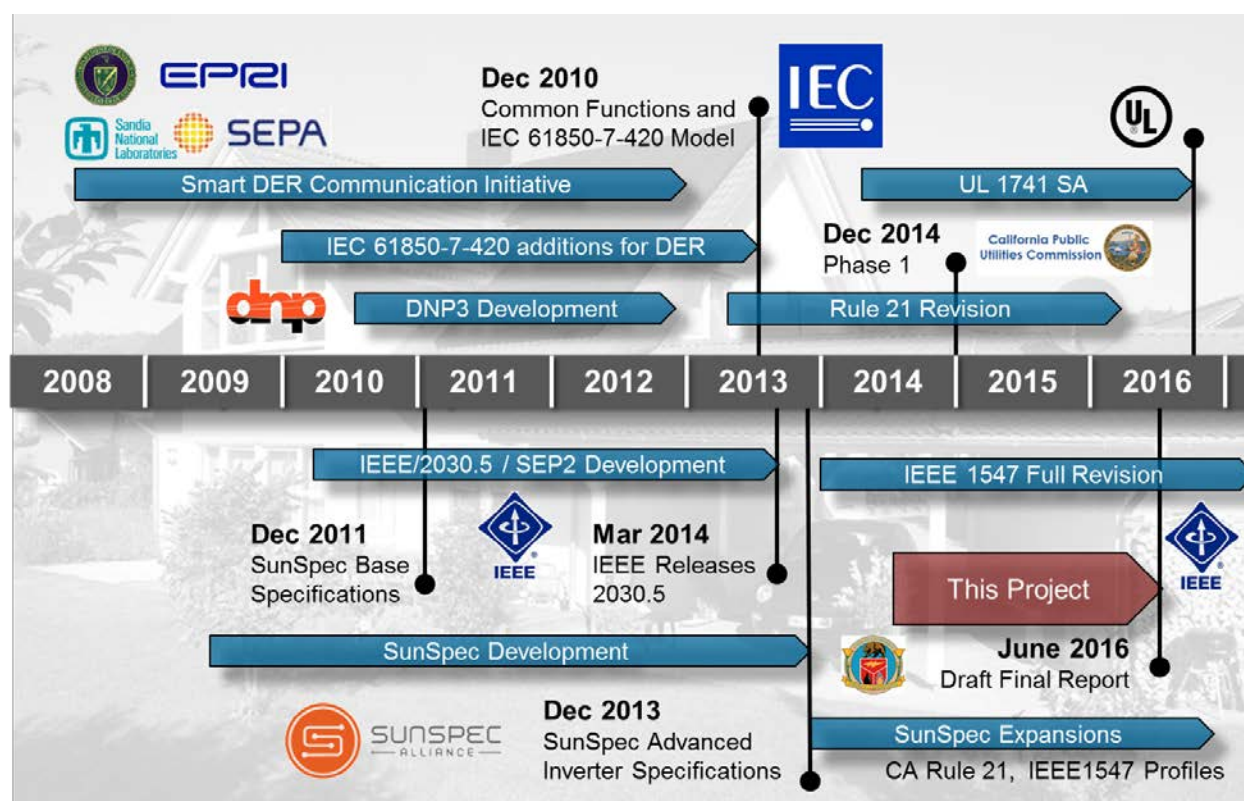 EPRI
Sandia
National
Laboratories
SEPA
Dec 2010
Common Functions and
IEC 61850-7-420 Model
IEC
UL
®
Smart DER Communication Initiative
UL 1741 SA
IEC 61850-7-420 additions for DER
Dec 2014
Phase 1
California Public
Utilities Commission
dnp
DNP3 Development
Rule 21 Revision
2008
2009
2010
2011
2012
2013
2014
2015
2016
IEEE/2030.5 / SEP2 Development
IEEE 1547 Full Revision
Dec 2011
SunSpec Base
Specifications
IEEE
®
Mar 2014
IEEE Releases
2030.5
This Project
IEEE
®
SunSpec Development
June 2016
Draft Final Report
SUNSPEC
ALLIANCE
Dec 2013
SunSpec Advanced
Inverter Specifications
SunSpec Expansions
CA Rule 21, IEEE1547 Profiles